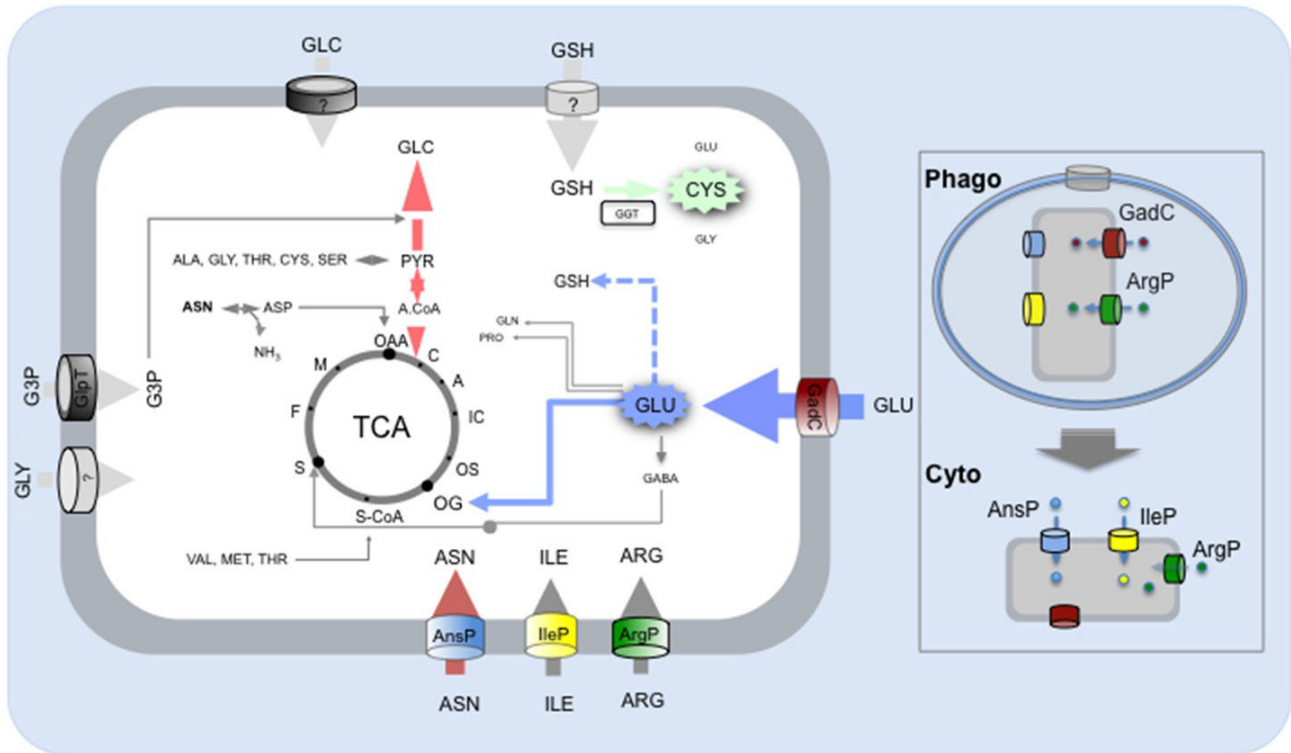 GLC
?
GSH
?
GLC
GSH
GGT
CYS
GLU
GLY
ALA, GLY, THR, CYS, SER
PYR
A.CoA
ASN
ASP
NH3
G3P
GlpT
G3P
GLY
?
TCA
OAA
C
A
IC
OS
OG
S-CoA
S
F
M
VAL, MET, THR
GSH
GLN
PRO
GLU
GABA
GadC
GLU
ASN
ILE
ARG
AnsP
IleP
ArgP
ASN
ILE
ARG
Phago
GadC
ArgP
Cyto
AnsP
IleP
ArgP